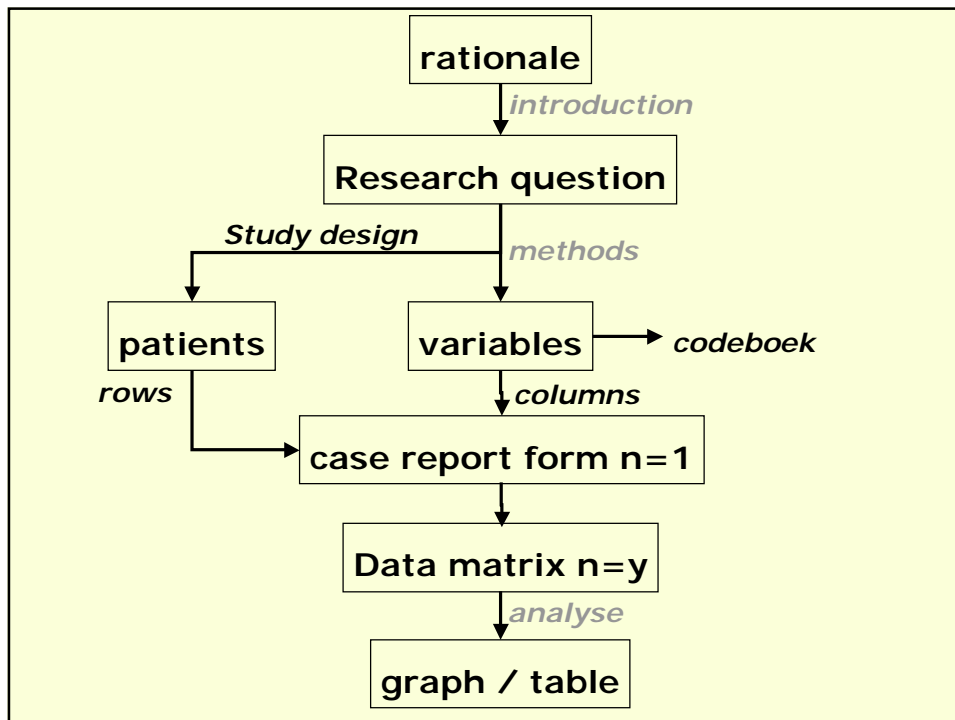 rationale
introduction
Research question
Study design
methods
patients
variables
codeboek
rows
columns
case report form n=1
Data matrix n=y
analyse
graph / table